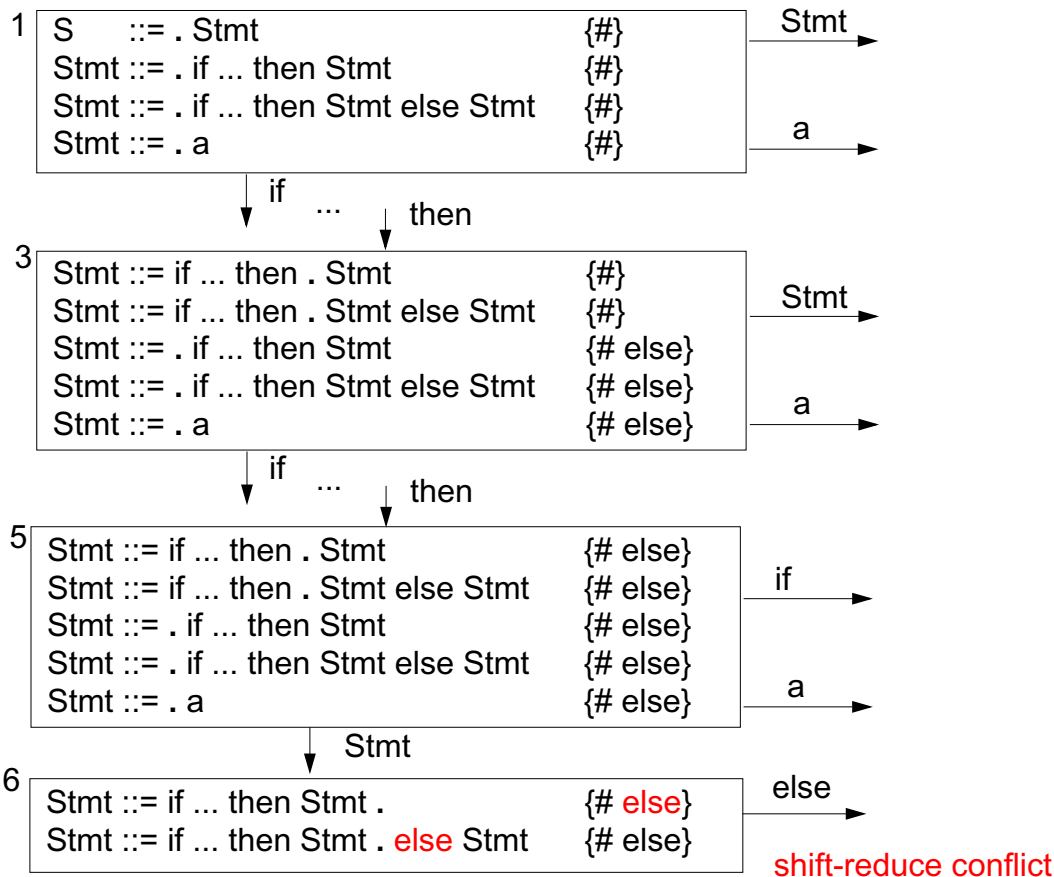 1
S ::= . Stmt {#}
Stmt ::= . if ... then Stmt {#}
Stmt ::= . if ... then Stmt else Stmt {#}
Stmt ::= . a {#}
Stmt
a
if ... then
3
Stmt ::= if ... then . Stmt {#}
Stmt ::= if ... then . Stmt else Stmt {#}
Stmt ::= . if ... then Stmt {# else}
Stmt ::= . if ... then Stmt else Stmt {# else}
Stmt ::= . a {# else}
Stmt
a
if ... then
5
Stmt ::= if ... then . Stmt {# else}
Stmt ::= if ... then . Stmt else Stmt {# else}
Stmt ::= . if ... then Stmt {# else}
Stmt ::= . if ... then Stmt else Stmt {# else}
Stmt ::= . a {# else}
if
a
Stmt
6
Stmt ::= if ... then Stmt . {# else}
Stmt ::= if ... then Stmt . else Stmt {# else}
else
shift-reduce conflict